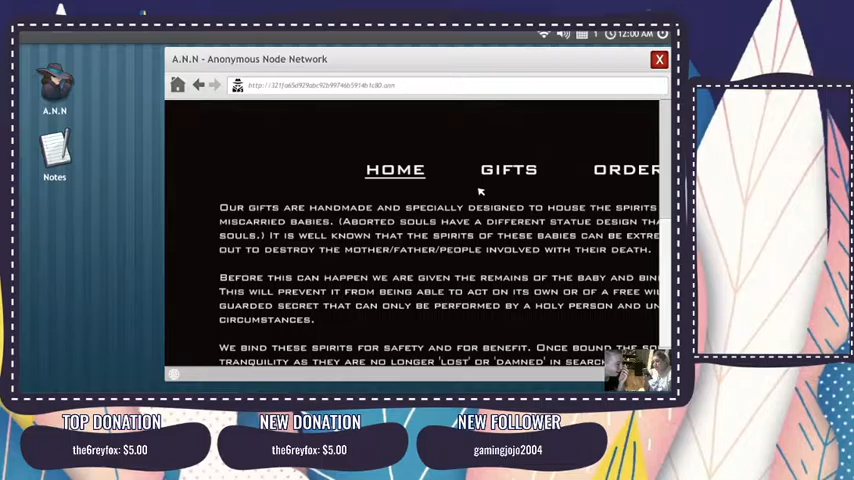 1 12:00 AM
A.N.N - Anonymous Node Network
X
A.N.N
Notes
HOME GIFTS ORDER
OUR GIFTS ARE HANDMADE AND SPECIALLY DESIGNED TO HOUSE THE SPIRITS
MISCARRIED BABIES. (ABORTED SOULS HAVE A DIFFERENT STATUE DESIGN THA
SOULS.) IT IS WELL KNOWN THAT THE SPIRITS OF THESE BABIES CAN BE EXTRE
OUT TO DESTROY THE MOTHER/FATHER/PEOPLE INVOLVED WITH THEIR DEATH.
BEFORE THIS CAN HAPPEN WE ARE GIVEN THE REMAINS OF THE BABY AND BIN
THIS WILL PREVENT IT FROM BEING ABLE TO ACT ON ITS OWN OR OF A FREE WIL
GUARDED SECRET THAT CAN ONLY BE PERFORMED BY A HOLY PERSON AND UN
CIRCUMSTANCES.
WE BIND THESE SPIRITS FOR SAFETY AND FOR BENEFIT. ONCE BOUND THE SO
TRANQUILITY AS THEY ARE NO LONGER 'LOST' OR 'DAMNED' IN SEARCH
TOP DONATION
the6reyfox: $5.00
NEW DONATION
the6reyfox: $5.00
NEW FOLLOWER
gamingjojo2004